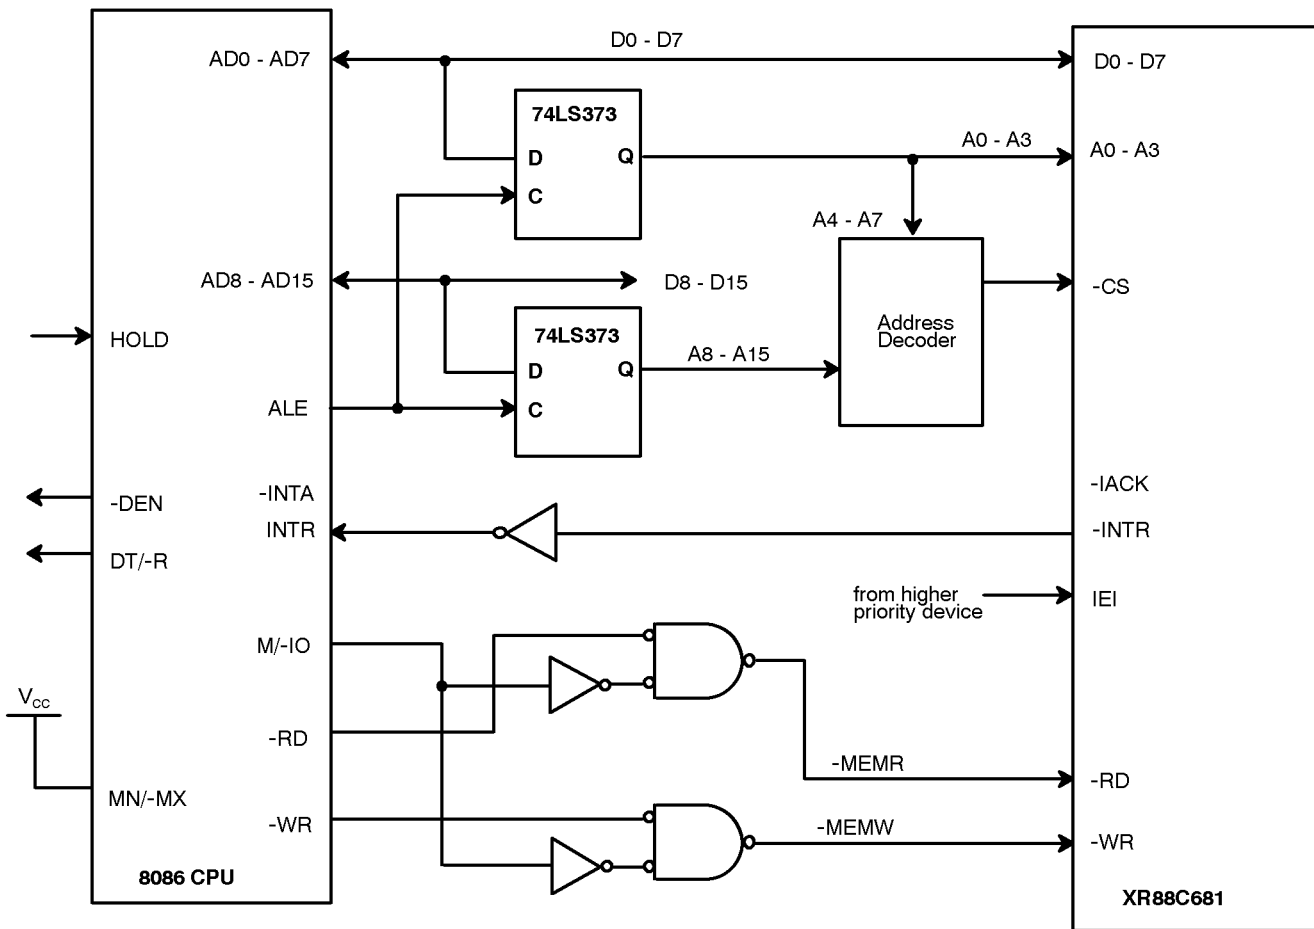 AD0 - AD7
D0 - D7
D0 - D7
74LS373
D
Q
C
A0 - A3
A0 - A3
A4 - A7
AD8 - AD15
D8 - D15
-CS
HOLD
74LS373
D
Q
C
A8 - A15
Address
Decoder
ALE
-DEN
-INTA
-IACK
INTR
-INTR
DT/-R
from higher
priority device
IEI
M/-IO
VCC
-RD
-MEMR
-RD
MN/-MX
-WR
-MEMW
-WR
8086 CPU
XR88C681